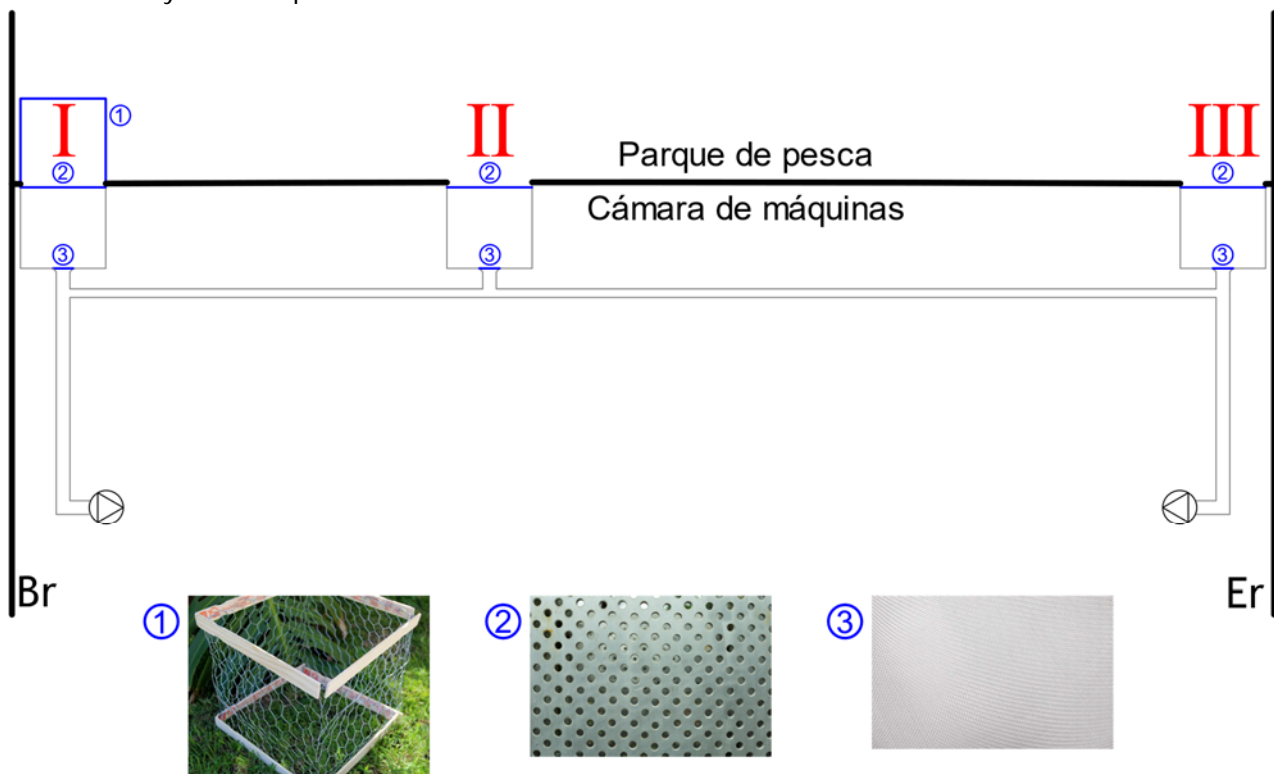 I
①
II
III
Parque de pesca
②
②
②
Cámara de máquinas
③
③
③
Br
Er
①
②
③